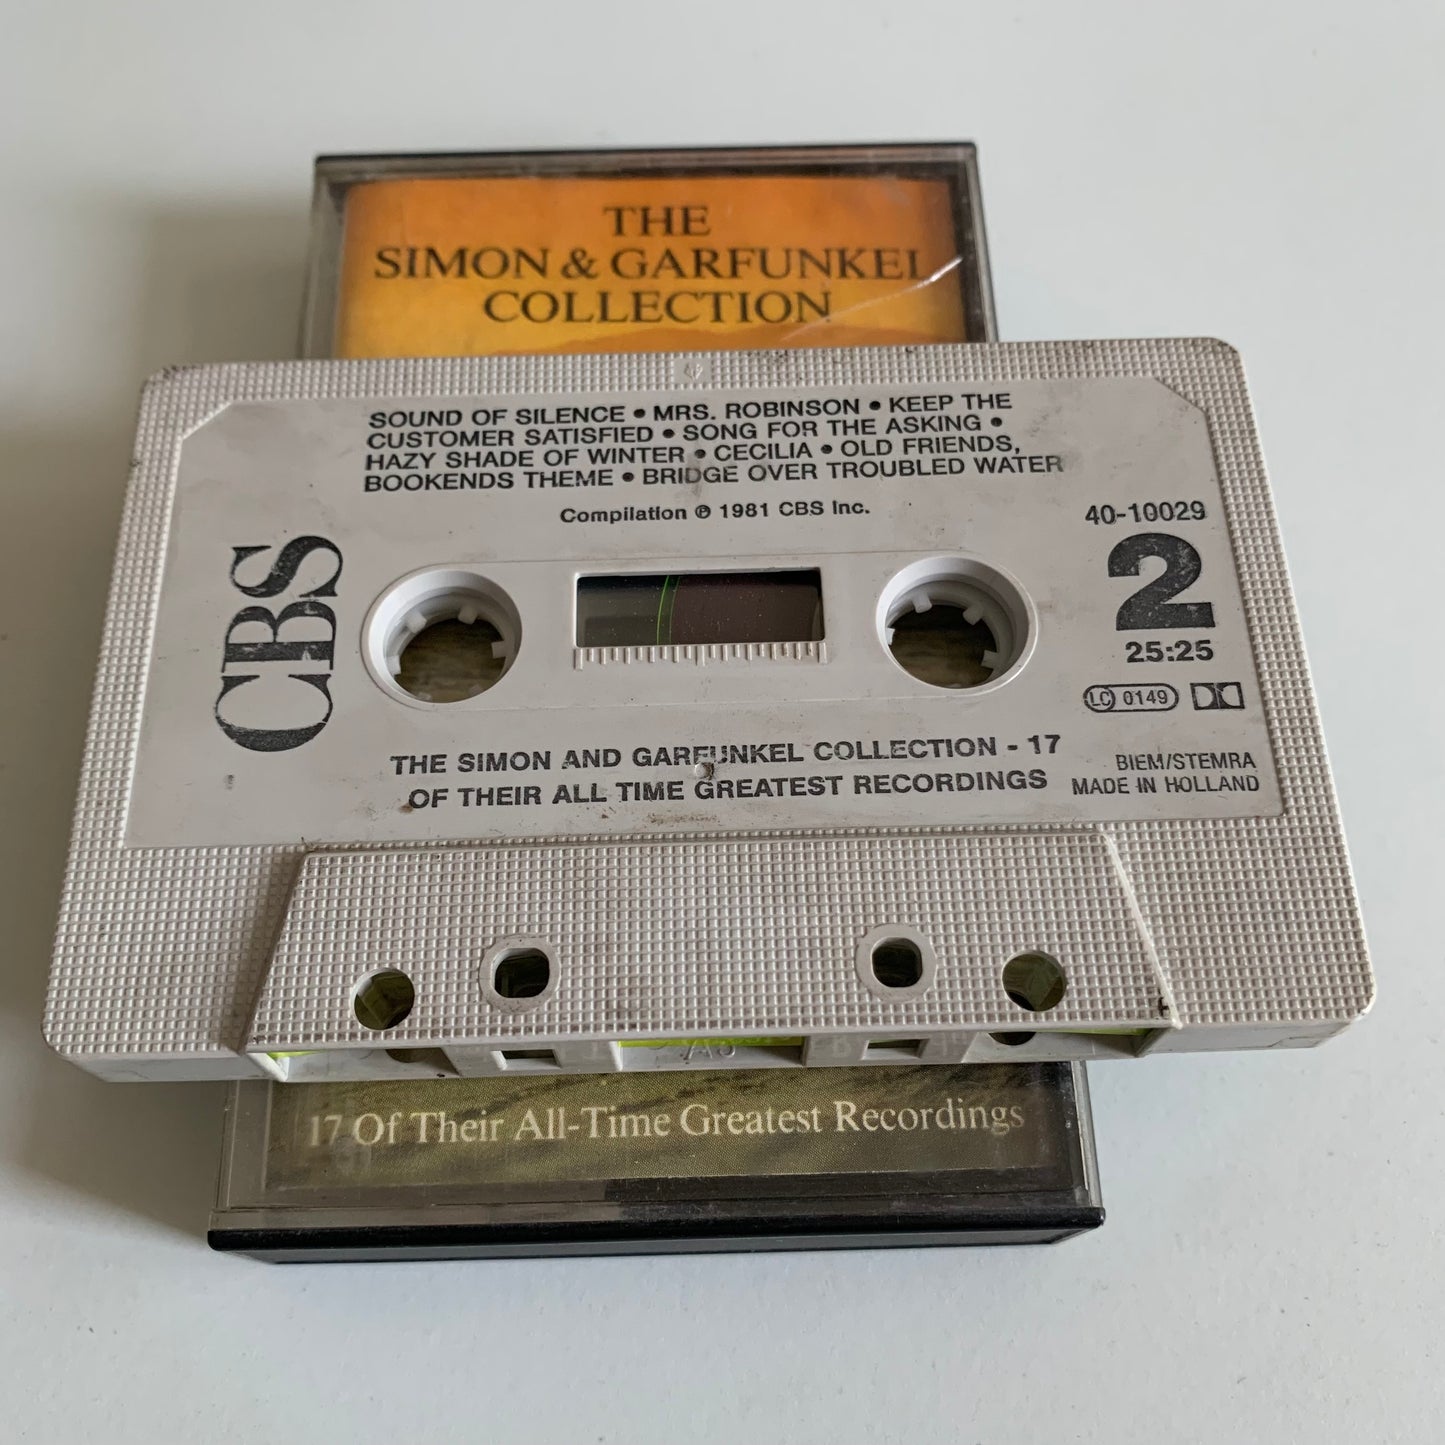 THE
SIMON & GARFUNKEL
COLLECTION
SOUND OF SILENCE • MRS. ROBINSON • KEEP THE
CUSTOMER SATISFIED • SONG FOR THE ASKING •
HAZY SHADE OF WINTER • CECILIA • OLD FRIENDS,
BOOKENDS THEME • BRIDGE OVER TROUBLED WATER
Compilation ℗ 1981 CBS Inc.
40-10029
CBS
2
25:25
LC 0149
THE SIMON AND GARFUNKEL COLLECTION - 17
OF THEIR ALL TIME GREATEST RECORDINGS
BIEM/STEMRA
MADE IN HOLLAND
17 Of Their All-Time Greatest Recordings